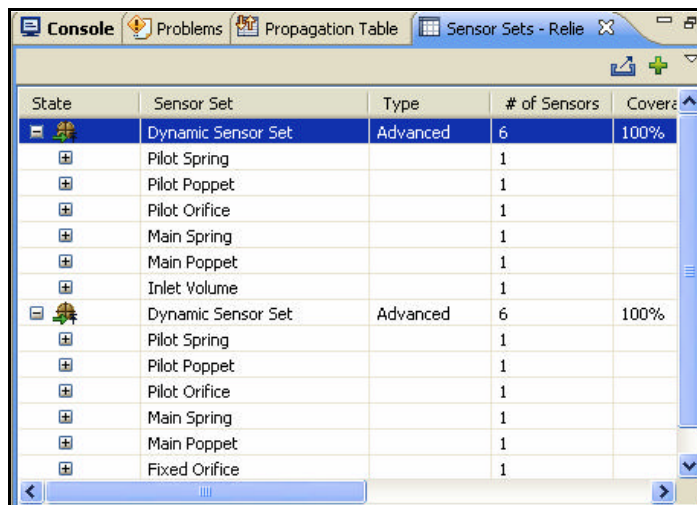 Console Problems Propagation Table Sensor Sets - Relie
State Sensor Set Type # of Sensors Covera
Dynamic Sensor Set Advanced 6 100%
Pilot Spring 1
Pilot Poppet 1
Pilot Orifice 1
Main Spring 1
Main Poppet 1
Inlet Volume 1
Dynamic Sensor Set Advanced 6 100%
Pilot Spring 1
Pilot Poppet 1
Pilot Orifice 1
Main Spring 1
Main Poppet 1
Fixed Orifice 1